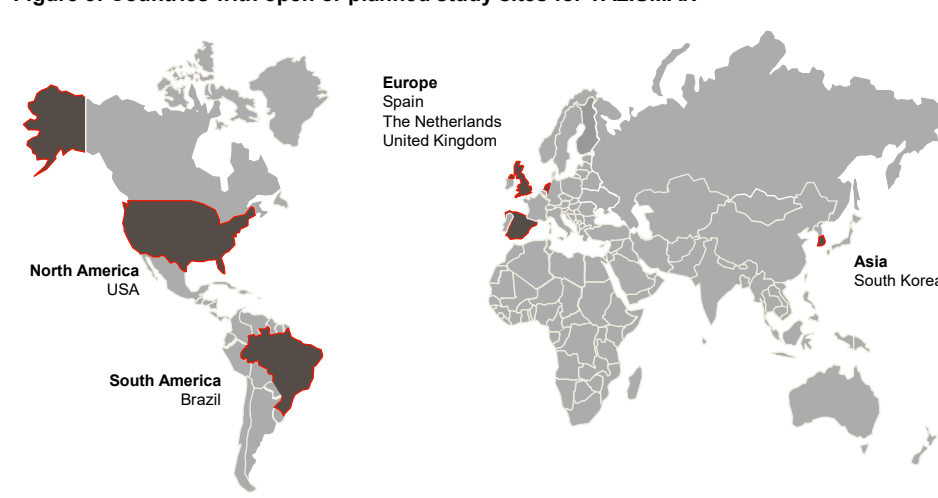 Europe
Spain
The Netherlands
United Kingdom
North America
USA
Asia
South Korea
South America
Brazil